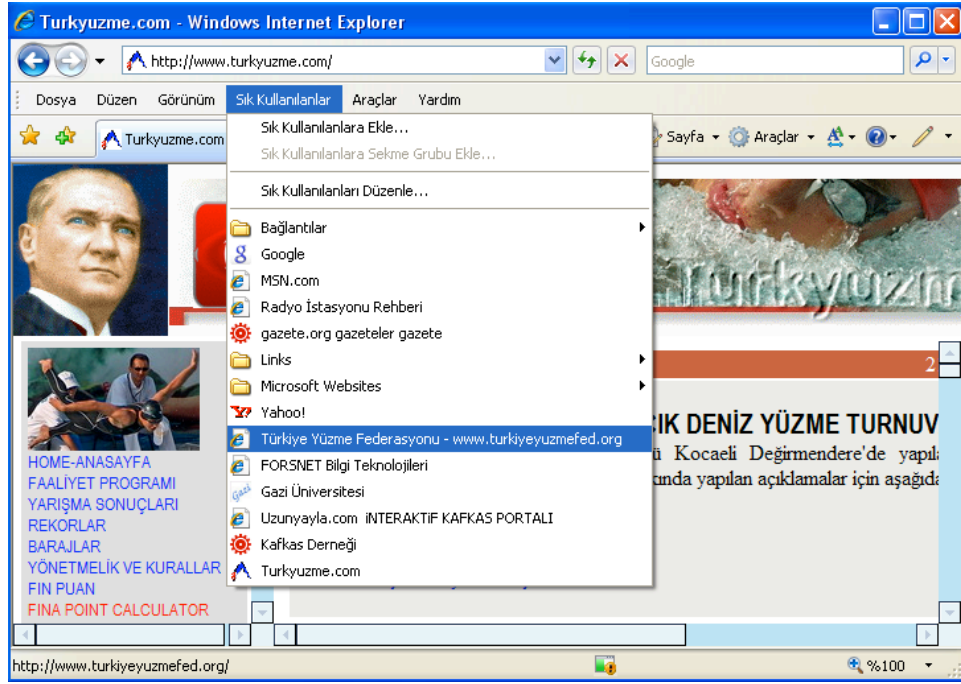 Turkyuzme.com - Windows Internet Explorer
http://www.turkyuzme.com/
Google
Dosya Düzen Görünüm Sık Kullanılanlar Araçlar Yardım
Turkyuzme.com
Sayfa Araçlar
Sık Kullanılanlara Ekle...
Sık Kullanılanlara Sekme Grubu Ekle...
Sık Kullanılanları Düzenle...
Bağlantılar
Google
MSN.com
Radyo İstasyonu Rehberi
gazete.org gazeteler gazete
Links
Microsoft Websites
Yahoo!
Türkiye Yüzme Federasyonu - www.turkiyeyuzmefed.org
FORSNET Bilgi Teknolojileri
Gazi Üniversitesi
Uzunyayla.com iNTERAKTiF KAFKAS PORTALI
Kafkas Derneği
Turkyuzme.com
Turkyuzm
2
IK DENİZ YÜZME TURNUV
ü Kocaeli Değirmendere'de yapıla
kında yapılan açıklamalar için aşağıda
HOME-ANASAYFA
FAALİYET PROGRAMI
YARIŞMA SONUÇLARI
REKORLAR
BARAJLAR
YÖNETMELİK VE KURALLAR
FIN PUAN
FINA POINT CALCULATOR
http://www.turkiyeyuzmefed.org/
%100